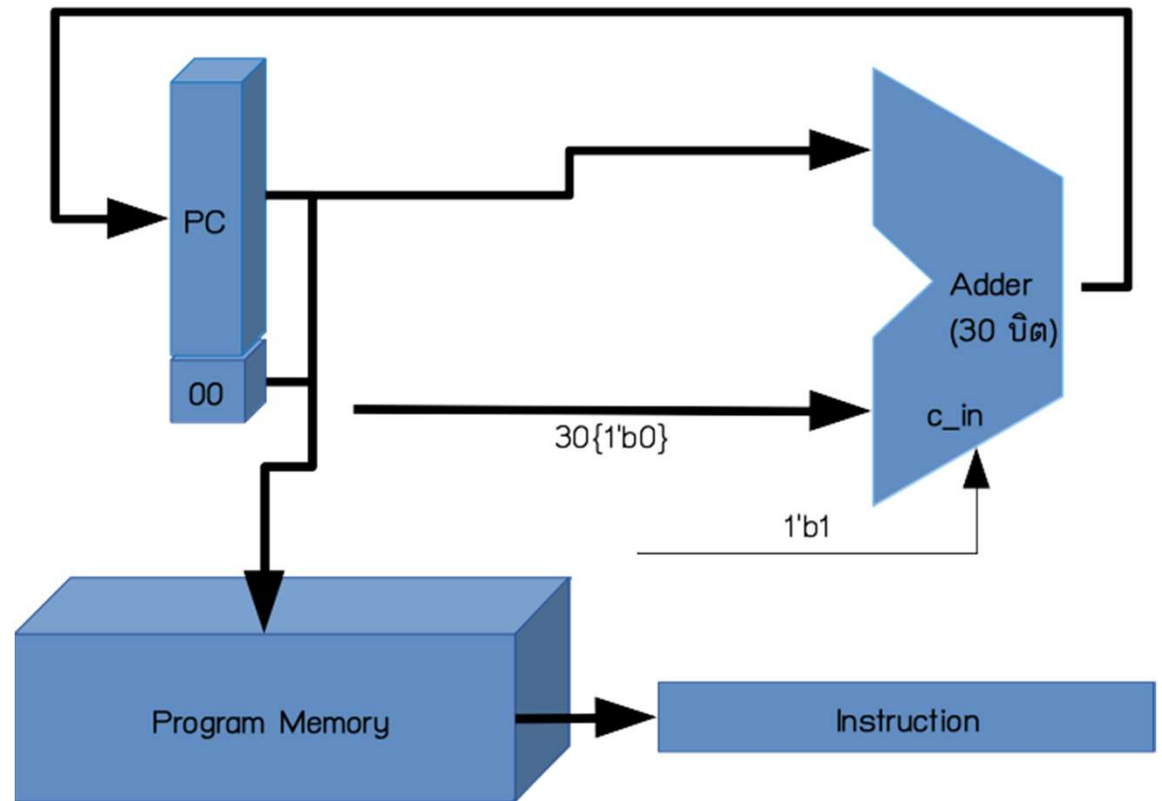 PC
00
Adder
(30 บิต)
c_in
30{1'b0}
1'b1
Program Memory
Instruction